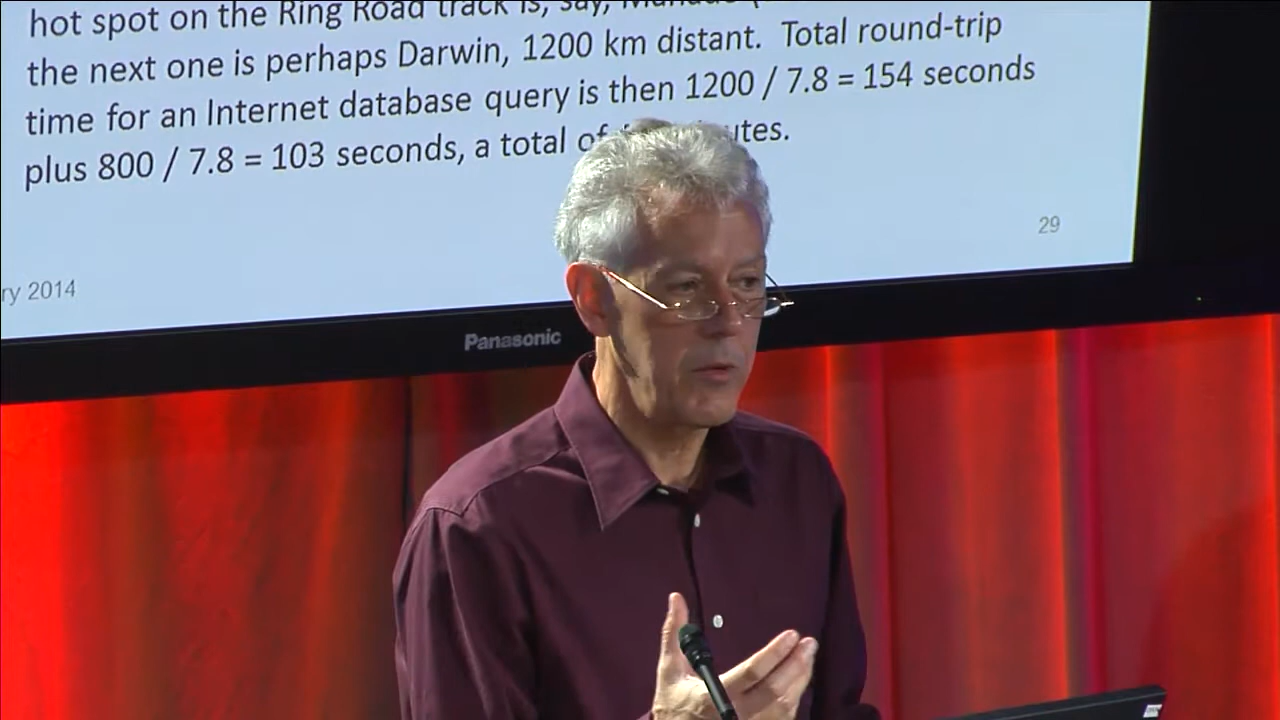 hot spot on the Ring Road track is, say,
the next one is perhaps Darwin, 1200 km distant. Total round-trip
time for an Internet database query is then 1200 / 7.8 = 154 seconds
plus 800 / 7.8 = 103 seconds, a total of utes.
29
ry 2014
Panasonic